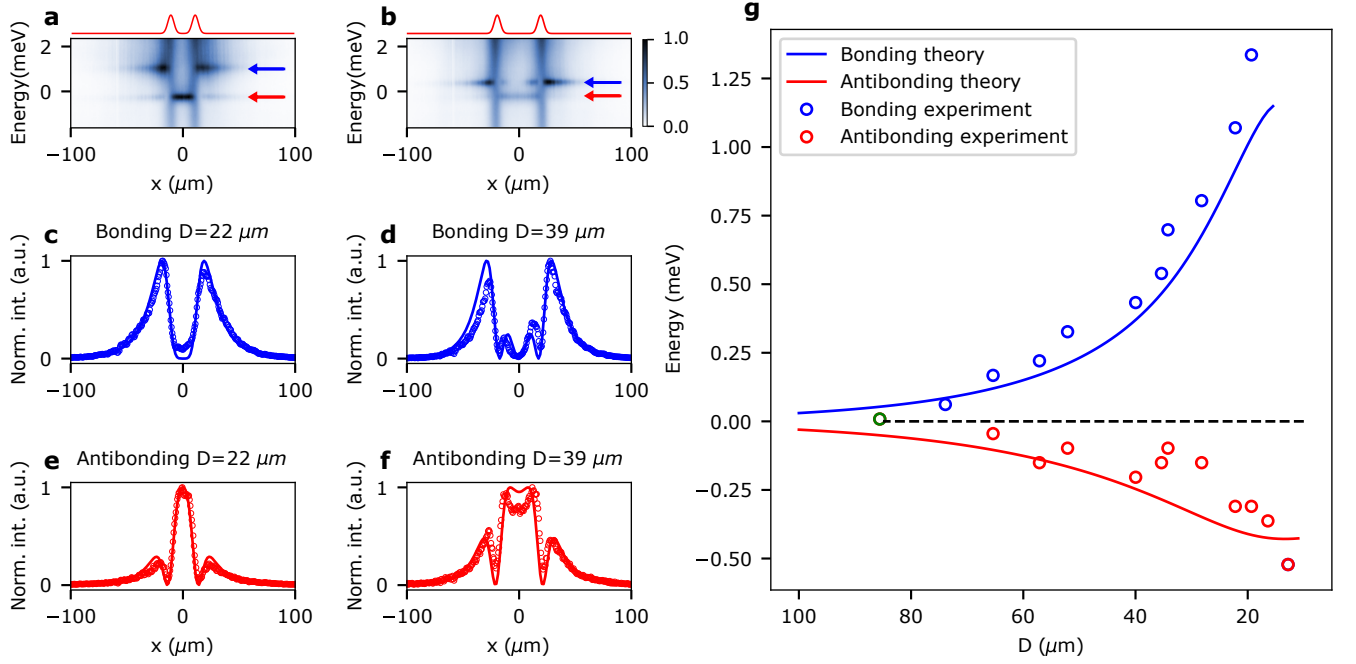 a
Energy(meV)
2
0
−100
0
100
x (μm)
b
Energy(meV)
2
0
−100
0
100
x (μm)
1.0
0.5
0.0
c
Bonding D=22 μm
Norm. int. (a.u.)
1
0
−100
0
100
d
Bonding D=39 μm
Norm. int. (a.u.)
1
0
−100
0
100
e
Antibonding D=22 μm
Norm. int. (a.u.)
1
0
−100
0
100
x (μm)
f
Antibonding D=39 μm
Norm. int. (a.u.)
1
0
−100
0
100
x (μm)
g
Bonding theory
Antibonding theory
Bonding experiment
Antibonding experiment
Energy (meV)
1.25
1.00
0.75
0.50
0.25
0.00
−0.25
−0.50
100
80
60
40
20
D (μm)